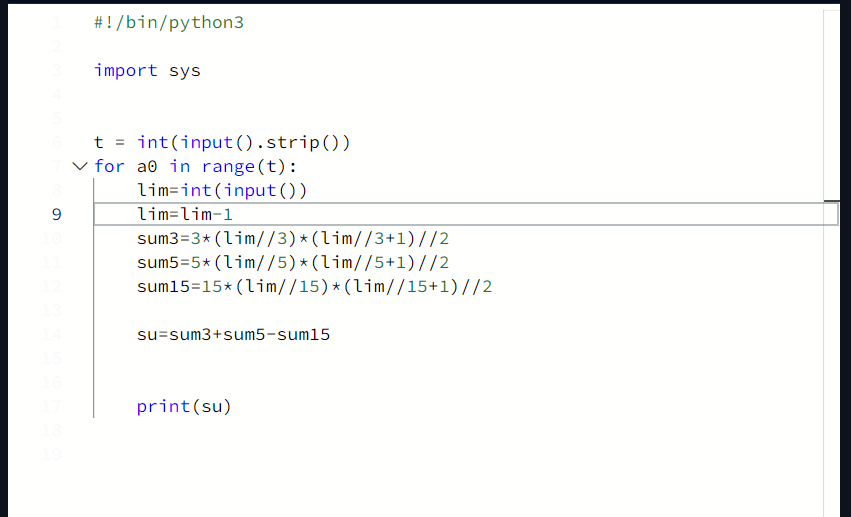 1 #!/bin/python3
2
3 import sys
4
5
6 t = int(input().strip())
7 for a0 in range(t):
8 lim=int(input())
9 lim=lim-1
10 sum3=3*(lim//3)*(lim//3+1)//2
11 sum5=5*(lim//5)*(lim//5+1)//2
12 sum15=15*(lim//15)*(lim//15+1)//2
13
14 su=sum3+sum5-sum15
15
16
17 print(su)
18
19